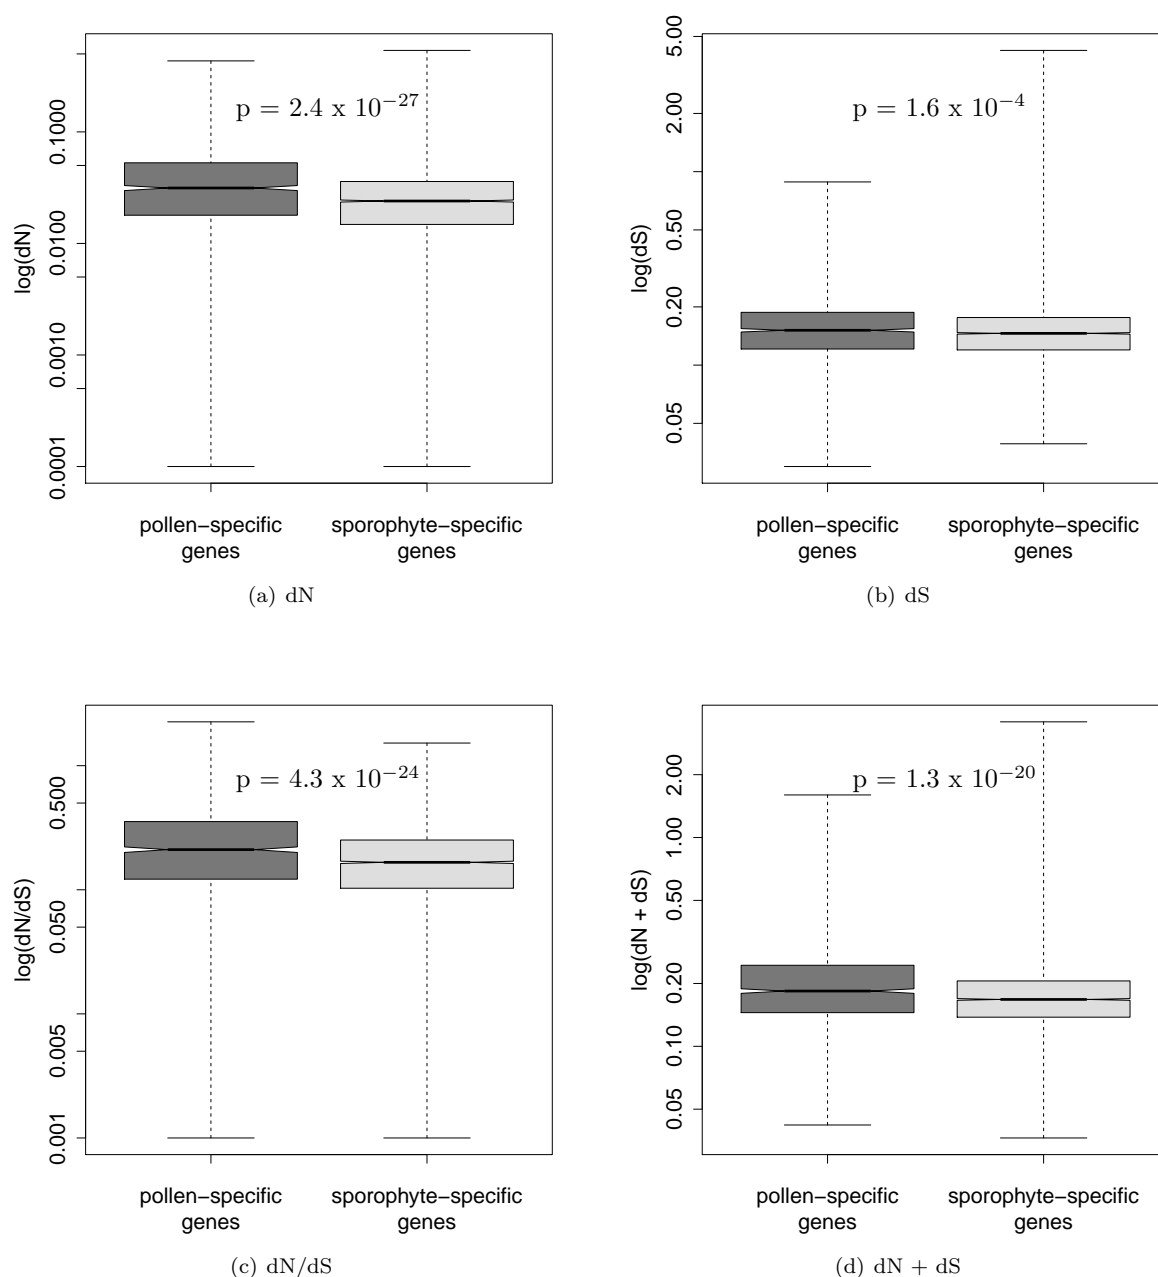 p = 2.4 x 10⁻²⁷
log(dN)
0.1000
0.0100
0.0010
0.0001
pollen−specific genes
sporophyte−specific genes
(a) dN
p = 1.6 x 10⁻⁴
log(dS)
5.00
2.00
0.50
0.20
0.05
pollen−specific genes
sporophyte−specific genes
(b) dS
p = 4.3 x 10⁻²⁴
log(dN/dS)
0.500
0.050
0.005
0.001
pollen−specific genes
sporophyte−specific genes
(c) dN/dS
p = 1.3 x 10⁻²⁰
log(dN + dS)
2.00
1.00
0.50
0.20
0.10
0.05
pollen−specific genes
sporophyte−specific genes
(d) dN + dS